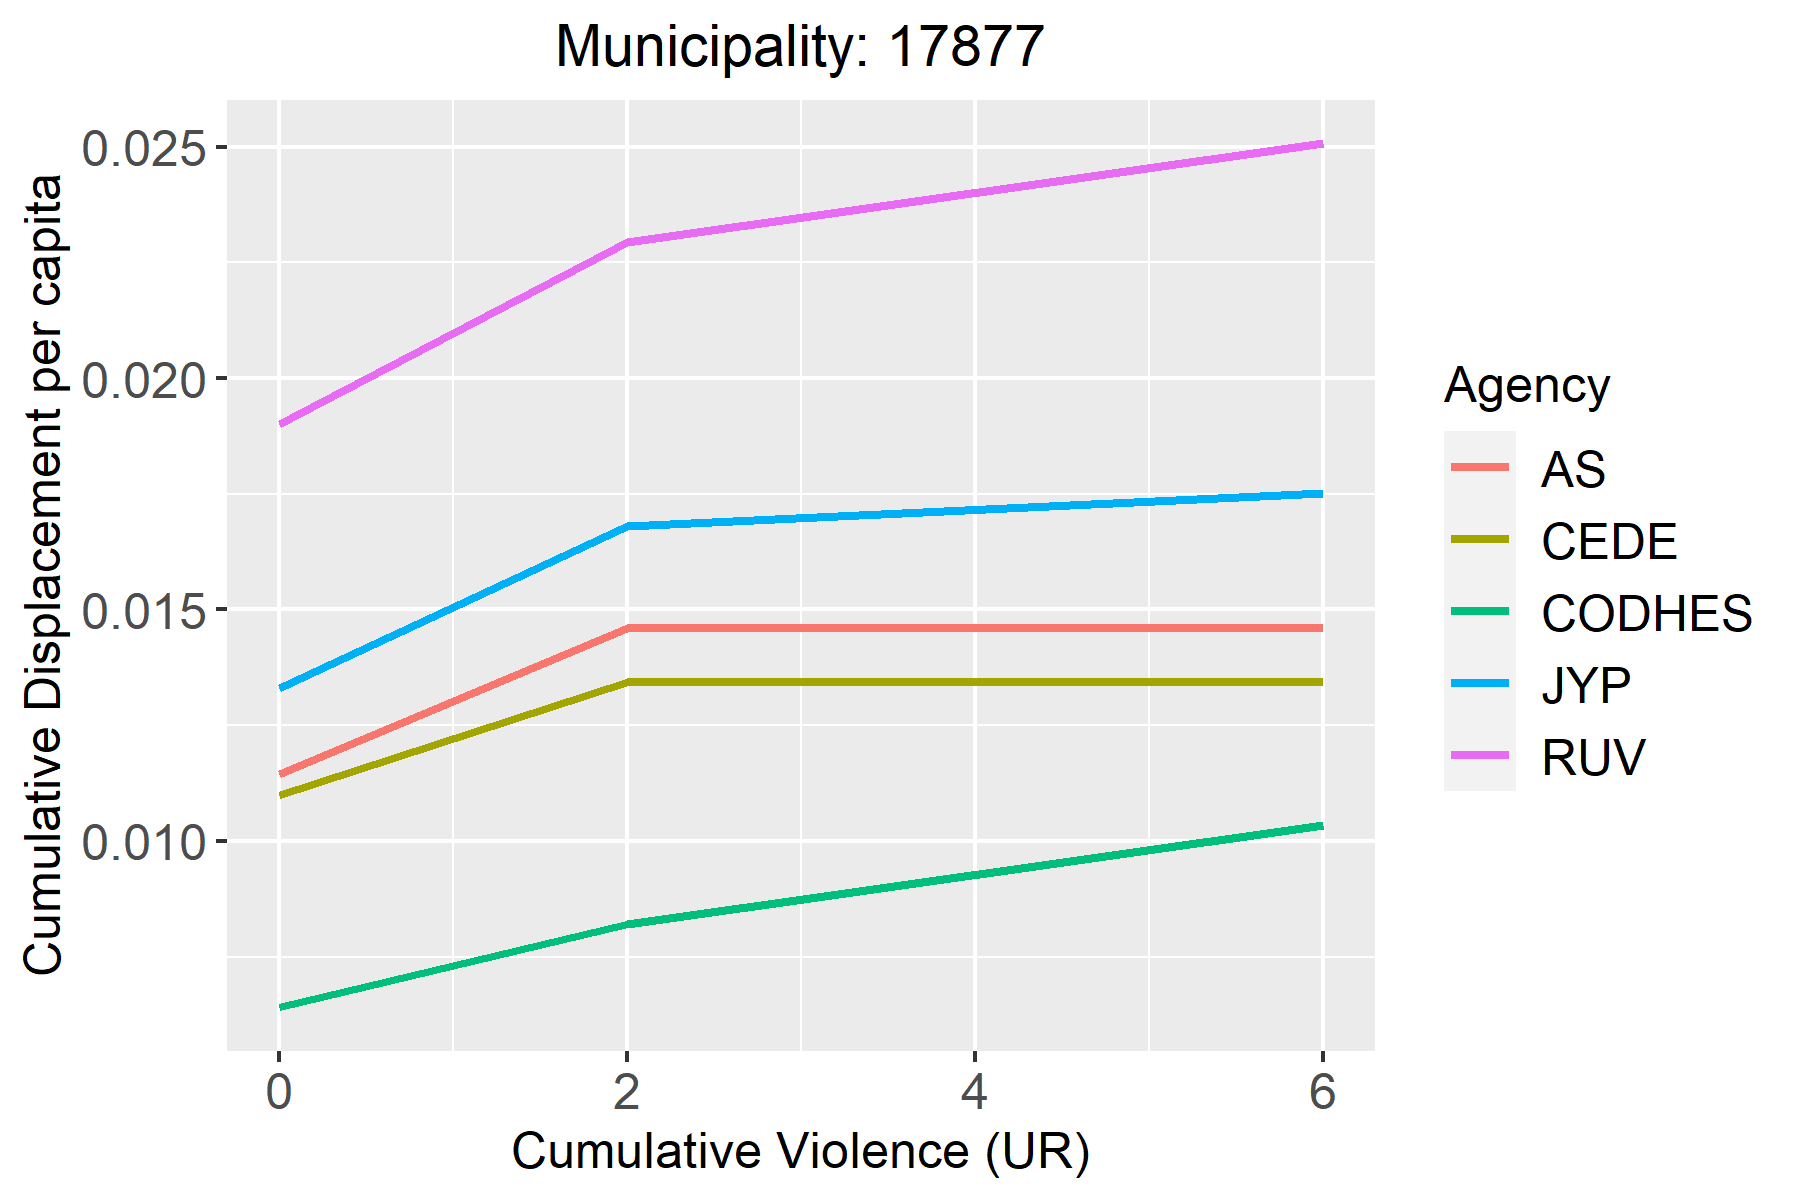 Municipality: 17877
Cumulative Displacement per capita
0.025
0.020
0.015
0.010
0
2
4
6
Cumulative Violence (UR)
Agency
AS
CEDE
CODHES
JYP
RUV